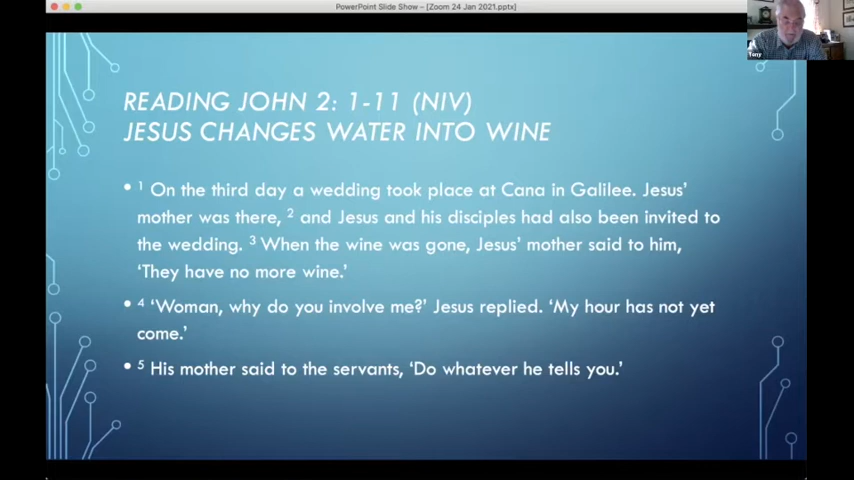 PowerPoint Slide Show – [Zoom 24 Jan 2021.pptx]
Tony
READING JOHN 2: 1-11 (NIV)
JESUS CHANGES WATER INTO WINE
• 1 On the third day a wedding took place at Cana in Galilee. Jesus’
mother was there, 2 and Jesus and his disciples had also been invited to
the wedding. 3 When the wine was gone, Jesus’ mother said to him,
‘They have no more wine.’
• 4 ‘Woman, why do you involve me?’ Jesus replied. ‘My hour has not yet
come.’
• 5 His mother said to the servants, ‘Do whatever he tells you.’